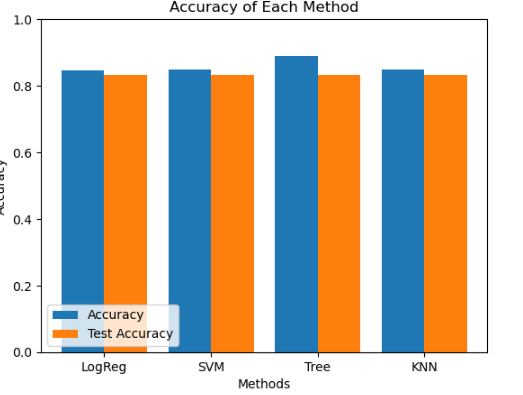 Accuracy of Each Method
1.0
0.8
0.6
0.4
0.2
0.0
Accuracy
Accuracy
Test Accuracy
LogReg SVM Tree KNN
Methods